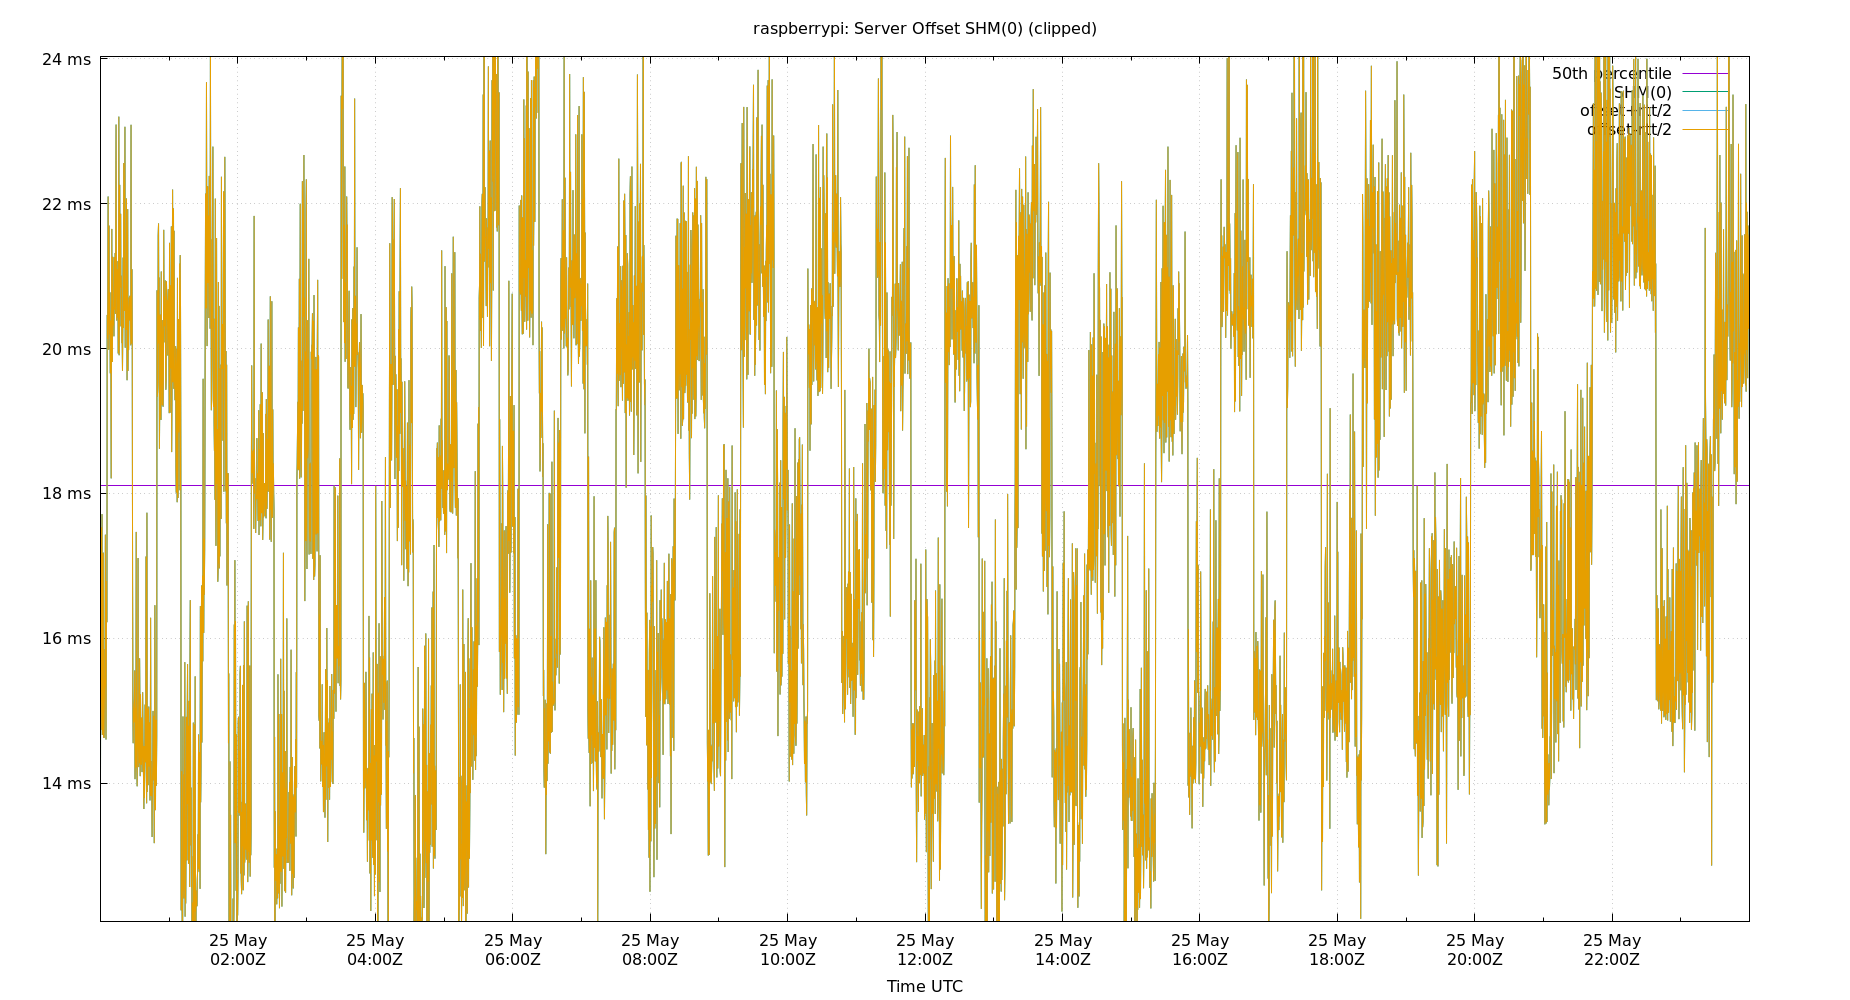 raspberrypi: Server Offset SHM(0) (clipped)
24 ms
22 ms
20 ms
18 ms
16 ms
14 ms
50th percentile
SHM(0)
offset+rtt/2
offset-rtt/2
25 May 25 May 25 May 25 May 25 May 25 May 25 May 25 May 25 May 25 May 25 May
02:00Z 04:00Z 06:00Z 08:00Z 10:00Z 12:00Z 14:00Z 16:00Z 18:00Z 20:00Z 22:00Z
Time UTC